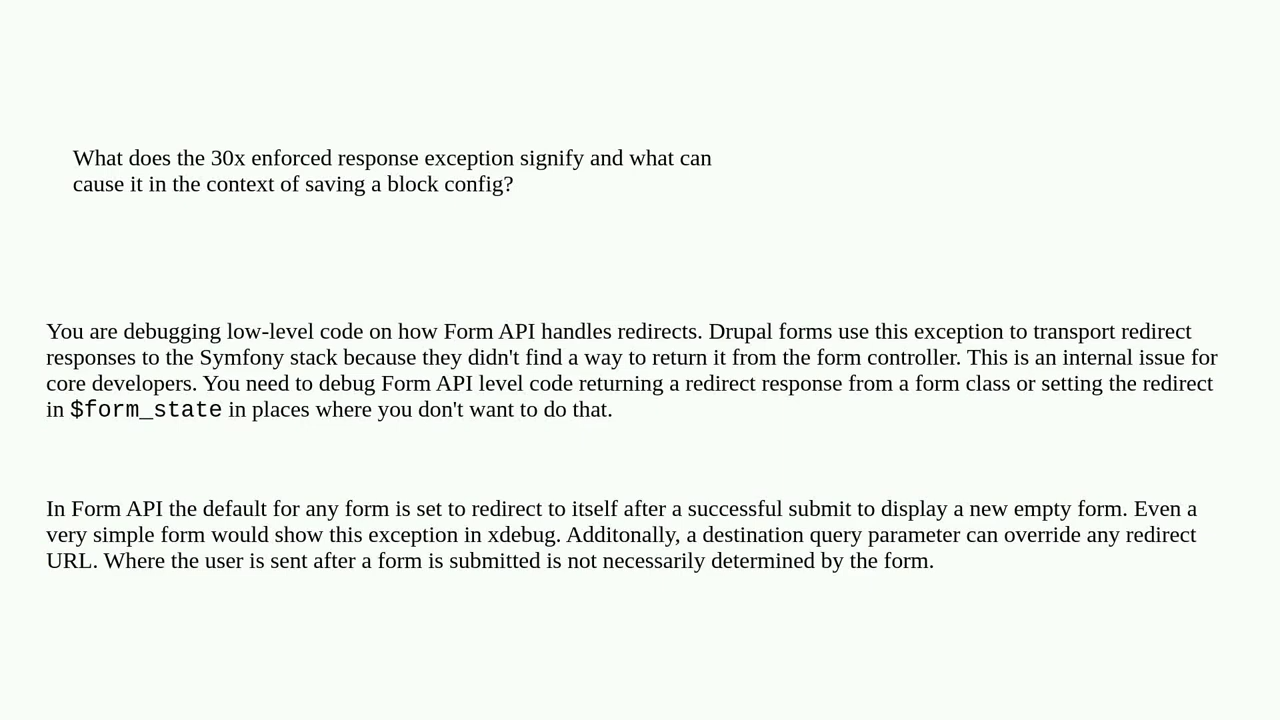 What does the 30x enforced response exception signify and what can
cause it in the context of saving a block config?
You are debugging low-level code on how Form API handles redirects. Drupal forms use this exception to transport redirect
responses to the Symfony stack because they didn't find a way to return it from the form controller. This is an internal issue for
core developers. You need to debug Form API level code returning a redirect response from a form class or setting the redirect
in $form_state in places where you don't want to do that.
In Form API the default for any form is set to redirect to itself after a successful submit to display a new empty form. Even a
very simple form would show this exception in xdebug. Additonally, a destination query parameter can override any redirect
URL. Where the user is sent after a form is submitted is not necessarily determined by the form.